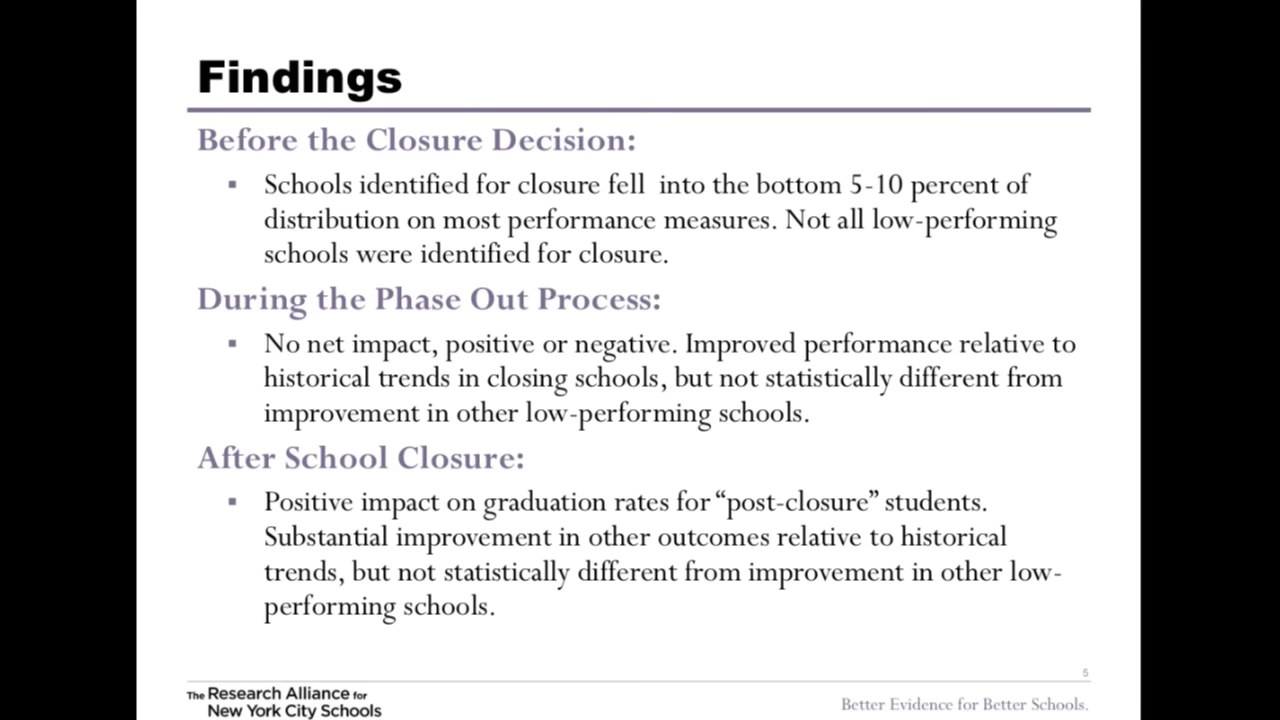 Findings
Before the Closure Decision:
▪ Schools identified for closure fell  into the bottom 5-10 percent of
distribution on most performance measures. Not all low-performing
schools were identified for closure.
During the Phase Out Process:
▪ No net impact, positive or negative. Improved performance relative to
historical trends in closing schools, but not statistically different from
improvement in other low-performing schools.
After School Closure:
▪ Positive impact on graduation rates for “post-closure” students.
Substantial improvement in other outcomes relative to historical
trends, but not statistically different from improvement in other low-
performing schools.
5
The Research Alliance for
New York City Schools
Better Evidence for Better Schools.